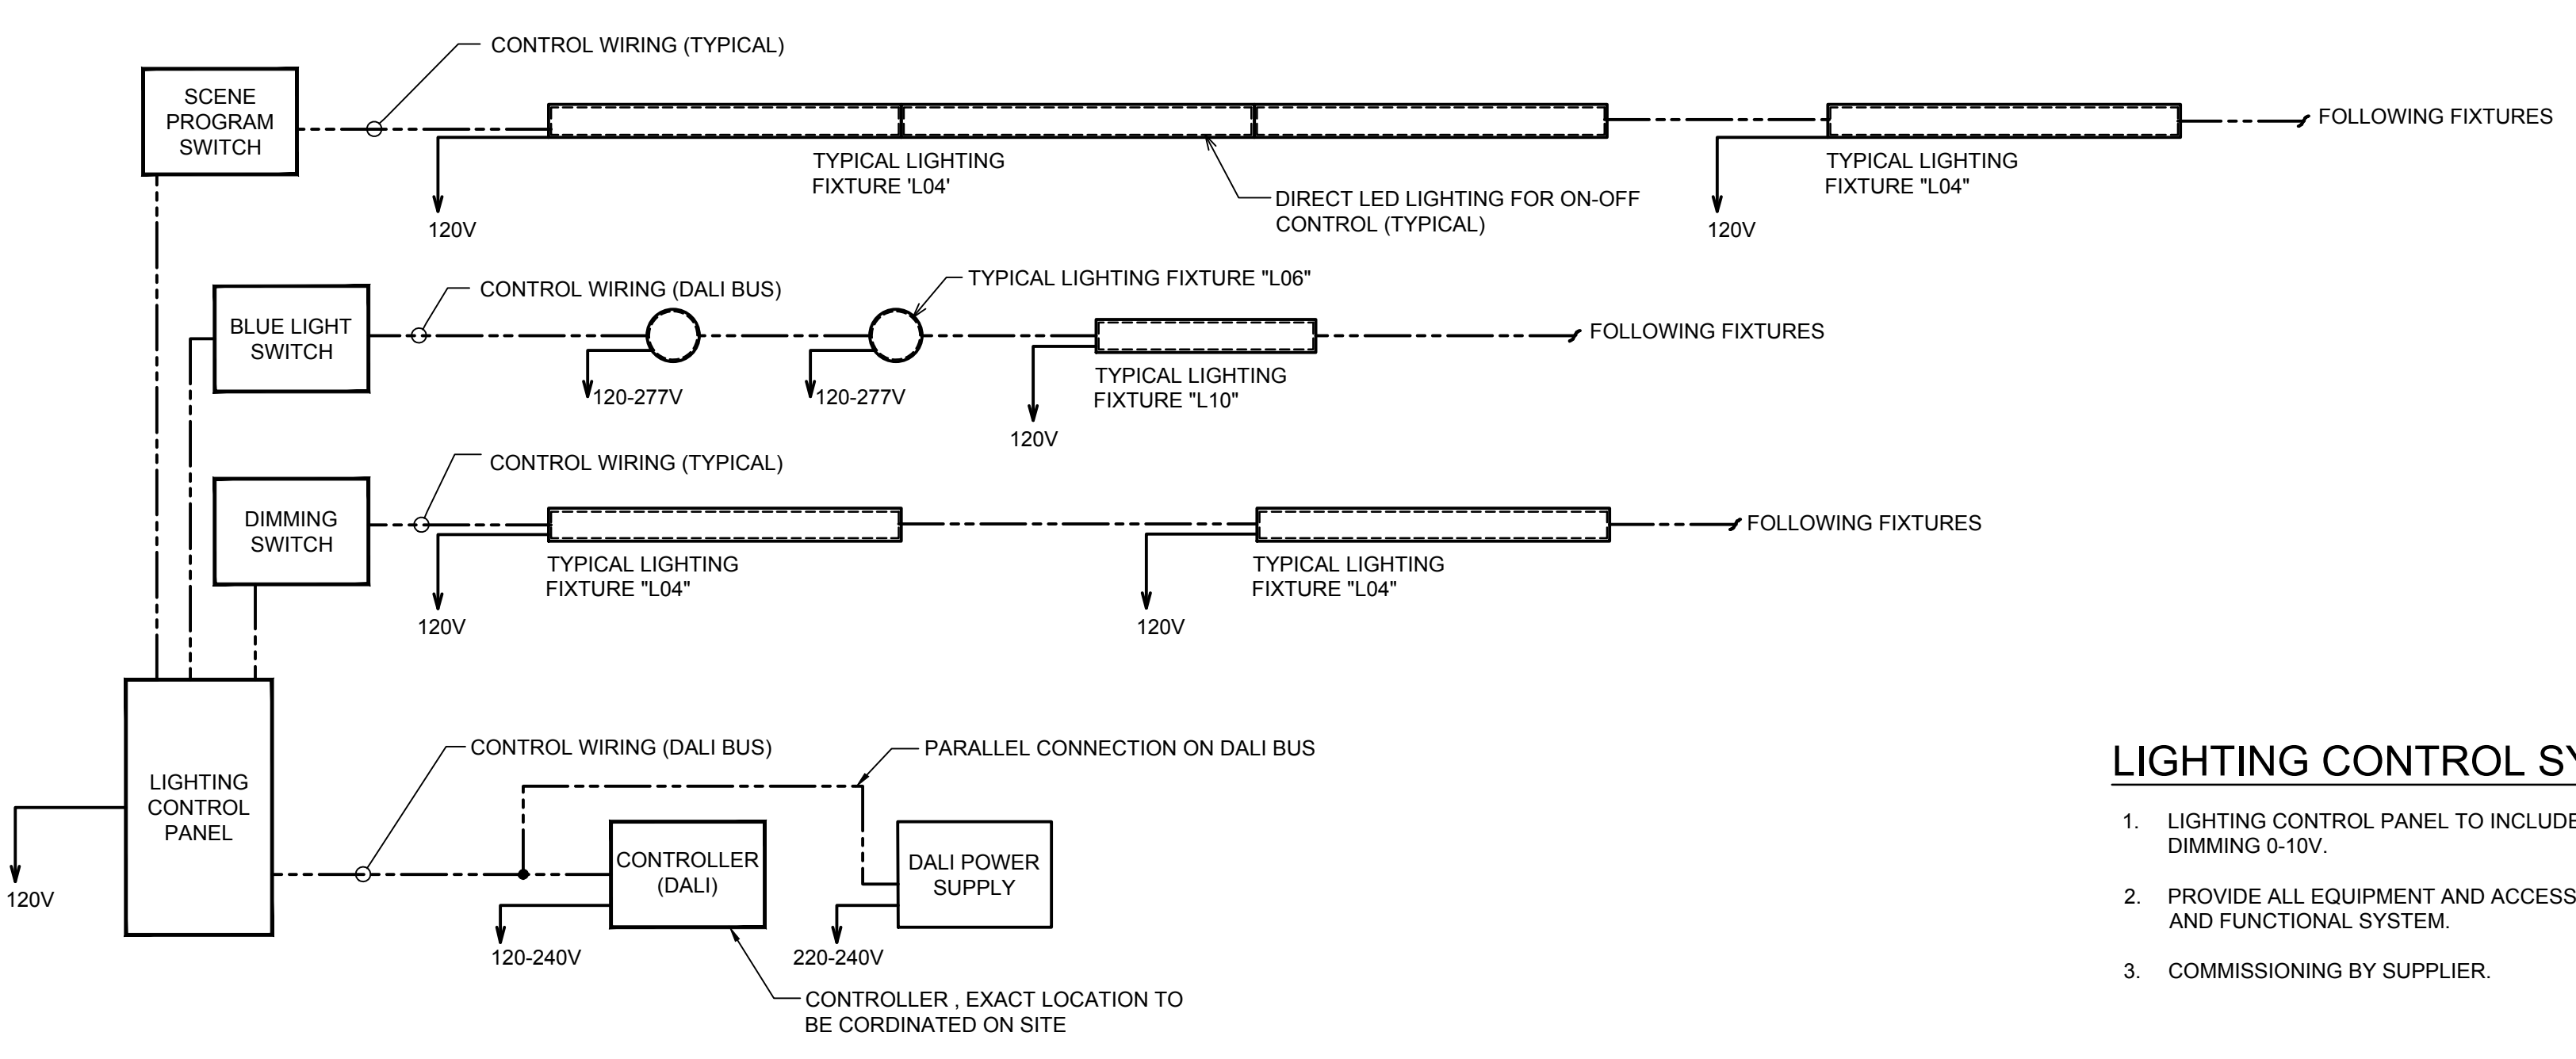 CONTROL WIRING (TYPICAL)
SCENE
PROGRAM
SWITCH
FOLLOWING FIXTURES
TYPICAL LIGHTING
FIXTURE 'L04'
TYPICAL LIGHTING
FIXTURE "L04"
DIRECT LED LIGHTING FOR ON-OFF
CONTROL (TYPICAL)
120V
120V
CONTROL WIRING (DALI BUS)
TYPICAL LIGHTING FIXTURE "L06"
BLUE LIGHT
SWITCH
FOLLOWING FIXTURES
120-277V
120-277V
TYPICAL LIGHTING
FIXTURE "L10"
120V
CONTROL WIRING (TYPICAL)
DIMMING
SWITCH
FOLLOWING FIXTURES
TYPICAL LIGHTING
FIXTURE "L04"
TYPICAL LIGHTING
FIXTURE "L04"
120V
120V
CONTROL WIRING (DALI BUS)
PARALLEL CONNECTION ON DALI BUS
LIGHTING
CONTROL
PANEL
120V
CONTROLLER
(DALI)
DALI POWER
SUPPLY
120-240V
220-240V
CONTROLLER , EXACT LOCATION TO
BE CORDINATED ON SITE
LIGHTING CONTROL
1. LIGHTING CONTROL PANEL TO INCLUDE
DIMMING 0-10V.
2. PROVIDE ALL EQUIPMENT AND
AND FUNCTIONAL SYSTEM.
3. COMMISSIONING BY SUPPLIER.